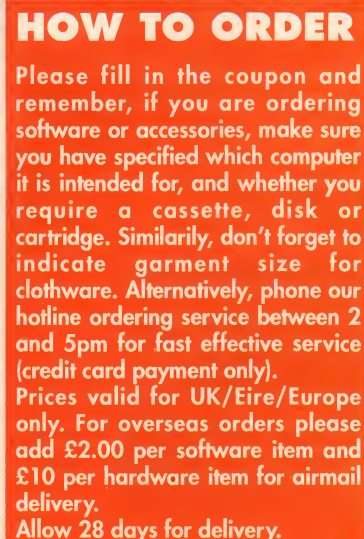 HOW TO ORDER
Please fill in the coupon and
remember, if you are ordering
software or accessories, make sure
you have specified which computer
it is intended for, and whether you
require a cassette, disk or
cartridge. Similarily, don't forget to
indicate garment size for
clothware. Alternatively, phone our
hotline ordering service between 2
and 5pm for fast effective service
(credit card payment only).
Prices valid for UK/Eire/Europe
only. For overseas orders please
add £2.00 per software item and
£10 per hardware item for airmail
delivery.
Allow 28 days for delivery.